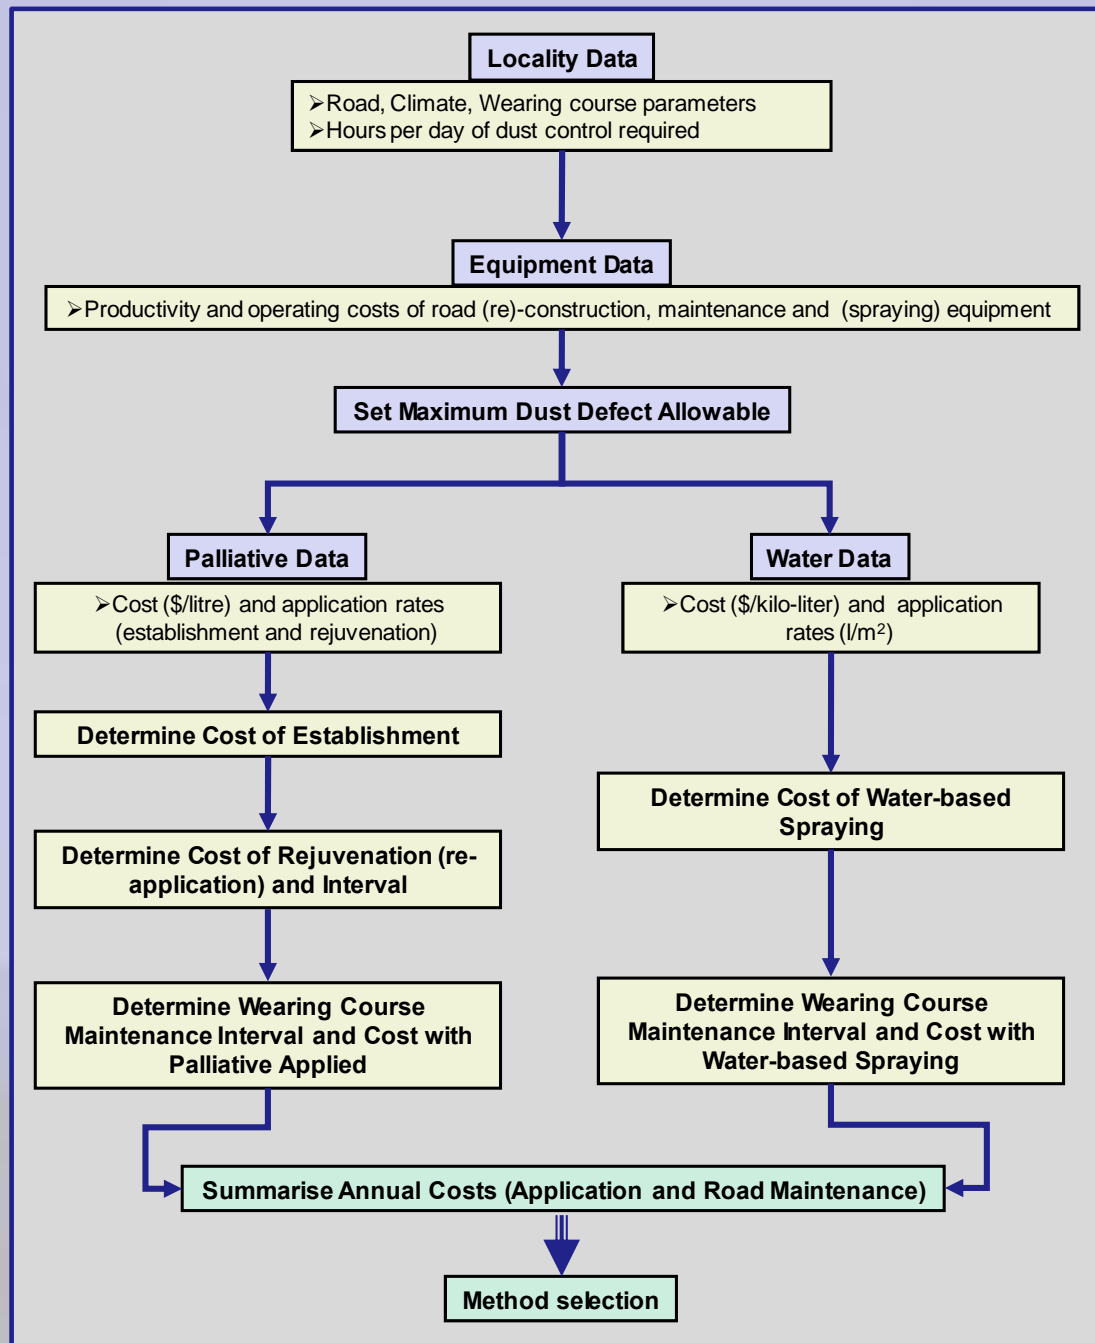 Locality Data
➢Road, Climate, Wearing course parameters
➢Hours per day of dust control required
Equipment Data
➢Productivity and operating costs of road (re)-construction, maintenance and (spraying) equipment
Set Maximum Dust Defect Allowable
Palliative Data
➢Cost ($/litre) and application rates
(establishment and rejuvenation)
Determine Cost of Establishment
Determine Cost of Rejuvenation (re-
application) and Interval
Determine Wearing Course
Maintenance Interval and Cost with
Palliative Applied
Water Data
➢Cost ($/kilo-liter) and application
rates (l/m²)
Determine Cost of Water-based
Spraying
Determine Wearing Course
Maintenance Interval and Cost with
Water-based Spraying
Summarise Annual Costs (Application and Road Maintenance)
Method selection